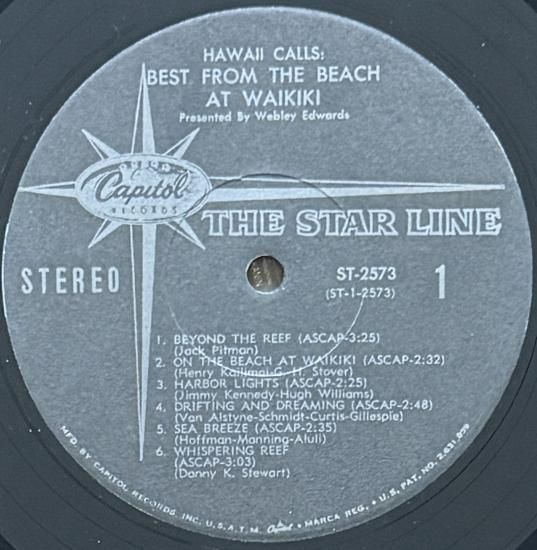 HAWAII CALLS:
BEST FROM THE BEACH
AT WAIKIKI
Presented By Webley Edwards
Capitol
RECORDS
THE STAR LINE
STEREO
ST-2573
(ST-1-2573)
1
1. BEYOND THE REEF (ASCAP-3:25)
(Jack Pitman)
2. ON THE BEACH AT WAIKIKI (ASCAP-2:32)
(Henry Kailimai-G. H. Stover)
3. HARBOR LIGHTS (ASCAP-2:25)
(Jimmy Kennedy-Hugh Williams)
4. DRIFTING AND DREAMING (ASCAP-2:48)
(Van Alstyne-Schmidt-Curtis-Gillespie)
5. SEA BREEZE (ASCAP-2:35)
(Hoffman-Manning-Aluli)
6. WHISPERING REEF
(ASCAP-3:03)
(Danny K. Stewart)
MFD. BY CAPITOL RECORDS, INC. U.S.A. T.M. Capitol • MARCA REG. • U.S. PAT. NO. 2,631,859